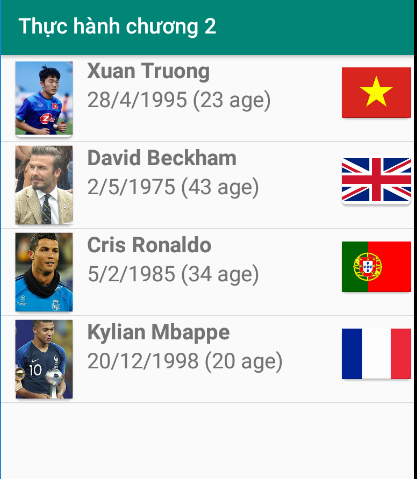 Thực hành chương 2
Xuan Truong
28/4/1995 (23 age)
David Beckham
2/5/1975 (43 age)
Cris Ronaldo
5/2/1985 (34 age)
Kylian Mbappe
20/12/1998 (20 age)
10